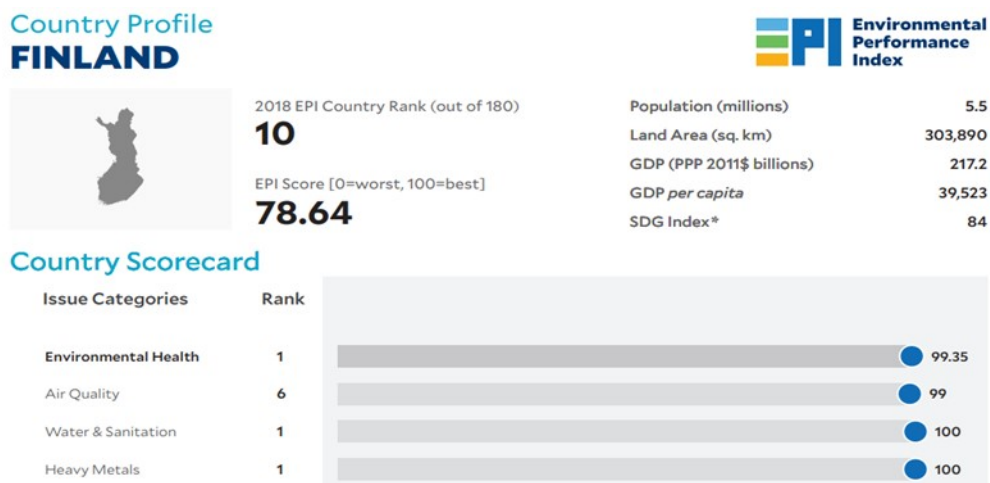 Country Profile
FINLAND
EPI Environmental
Performance
Index
2018 EPI Country Rank (out of 180)
10
EPI Score [0=worst, 100=best]
78.64
Population (millions) 5.5
Land Area (sq. km) 303,890
GDP (PPP 2011$ billions) 217.2
GDP per capita 39,523
SDG Index* 84
Country Scorecard
Issue Categories Rank
Environmental Health 1 99.35
Air Quality 6 99
Water & Sanitation 1 100
Heavy Metals 1 100